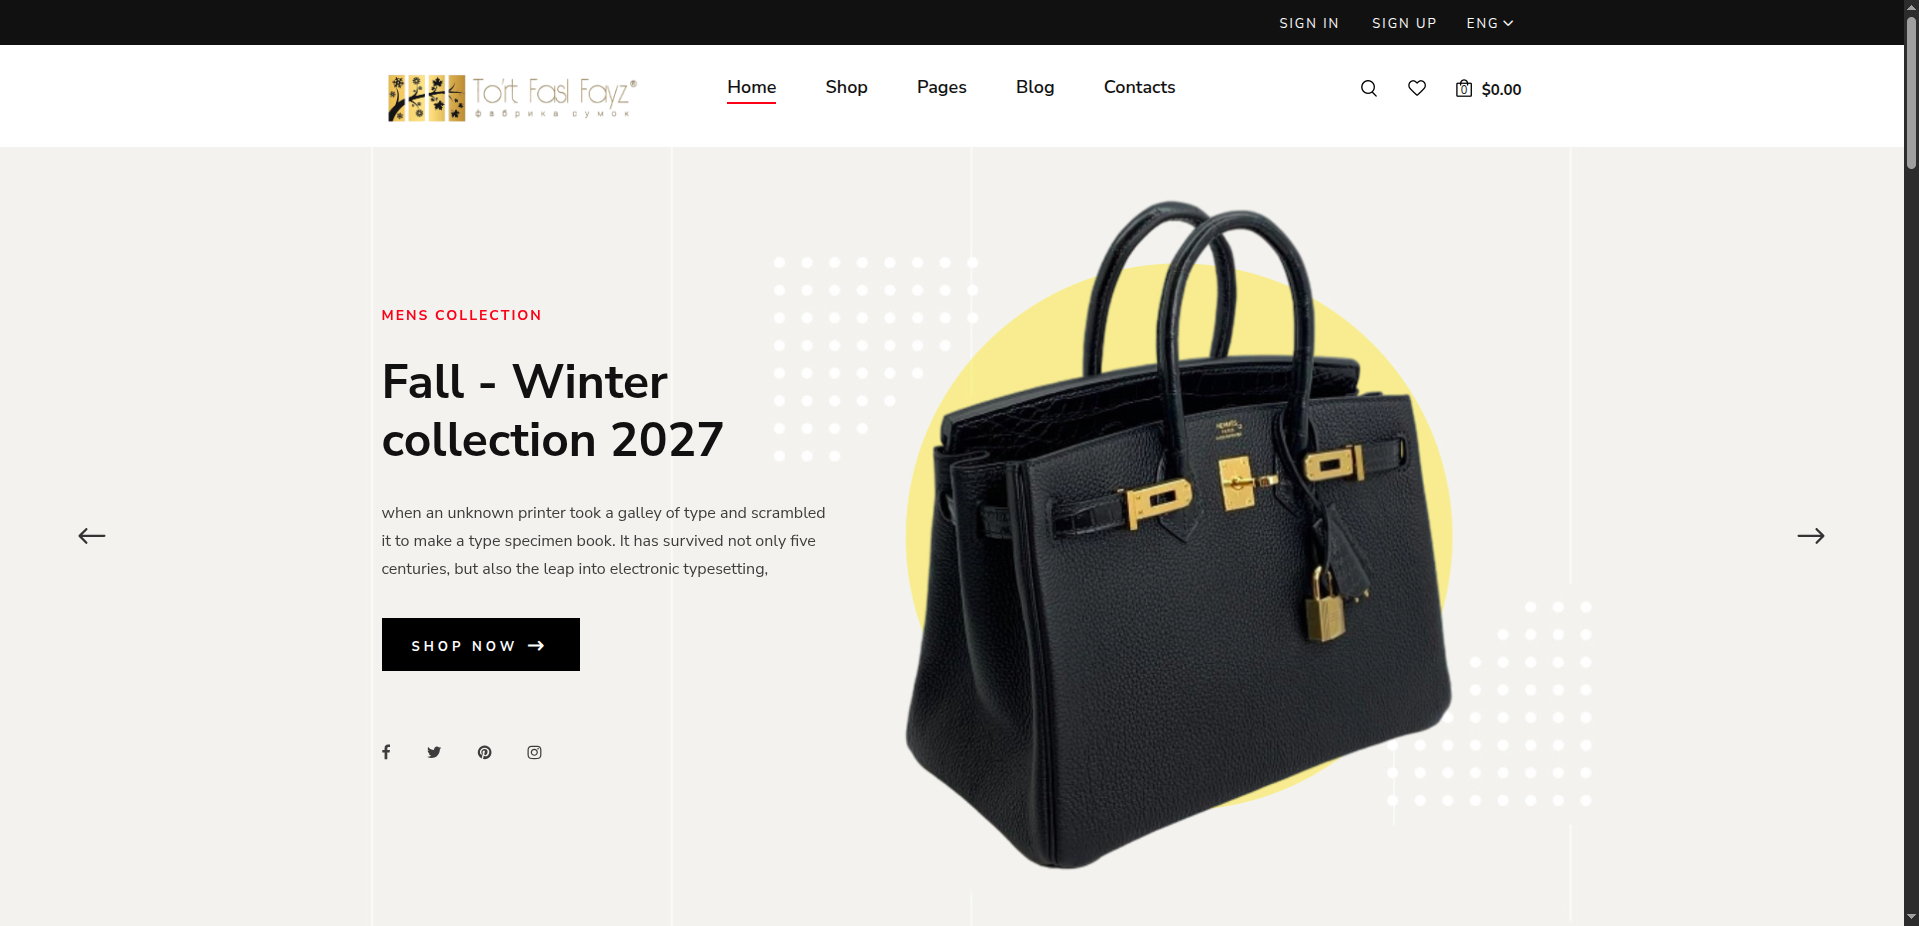 SIGN IN SIGN UP ENG
To'rt Fasl Fayz®
фабрика сумок
Home Shop Pages Blog Contacts
0 $0.00
MENS COLLECTION
Fall - Winter
collection 2027
when an unknown printer took a galley of type and scrambled
it to make a type specimen book. It has survived not only five
centuries, but also the leap into electronic typesetting,
SHOP NOW
HERMES
PARIS